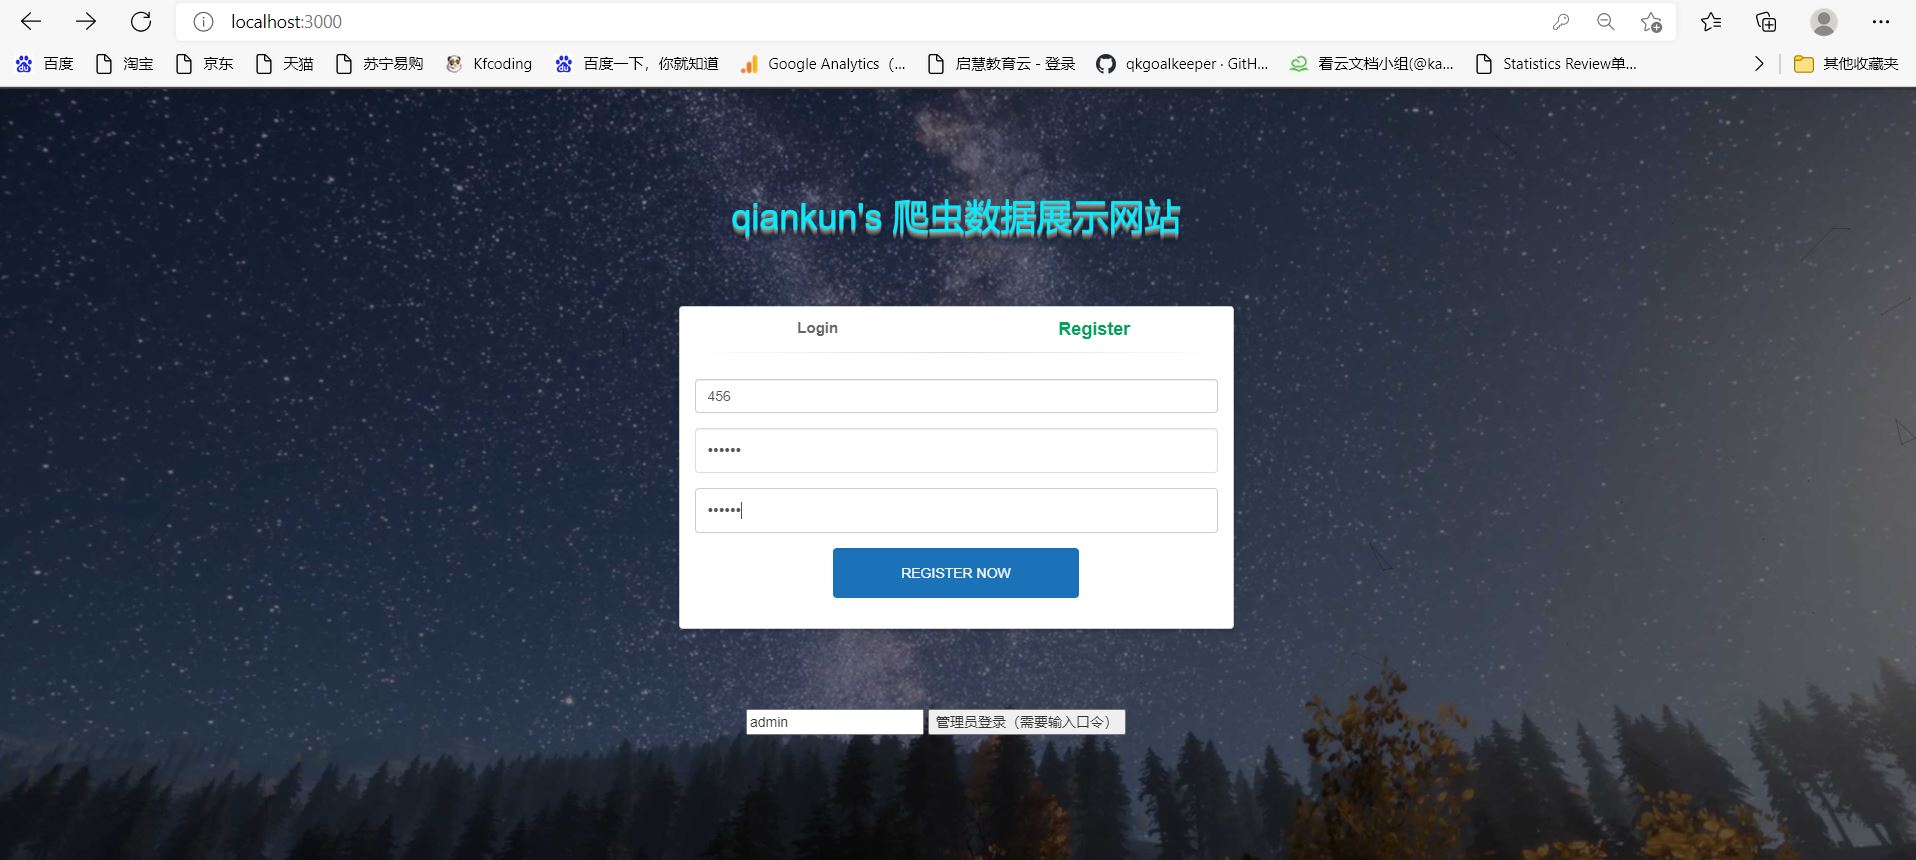 localhost:3000
百度 淘宝 京东 天猫 苏宁易购 Kfcoding 百度一下，你就知道 Google Analytics（... 启慧教育云 - 登录 qkgoalkeeper · GitH... 看云文档小组(@ka... Statistics Review单... 其他收藏夹
qiankun's 爬虫数据展示网站
Login Register
456
••••••
••••••
REGISTER NOW
admin 管理员登录（需要输入口令）